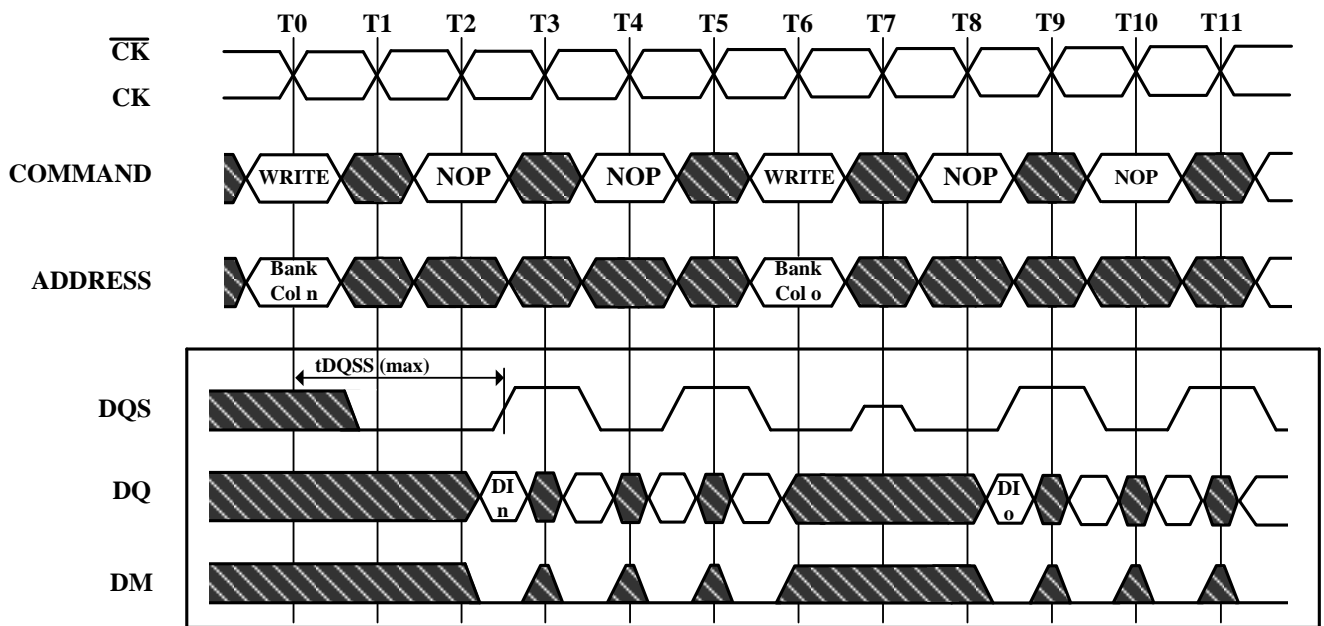 T0 T1 T2 T3 T4 T5 T6 T7 T8 T9 T10 T11
CK
CK
COMMAND WRITE NOP NOP WRITE NOP NOP
ADDRESS Bank Col n Bank Col o
tDQSS (max)
DQS
DQ DI n DI o
DM